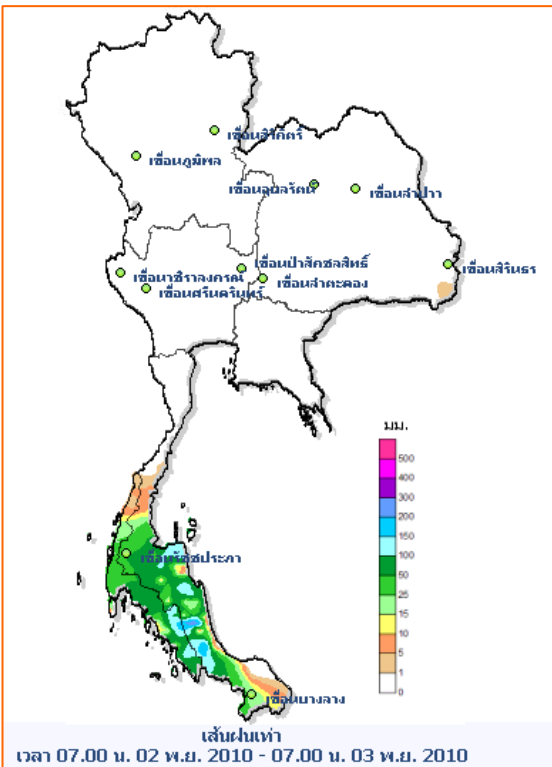 เขื่อนสิริกิติ์
เขื่อนภูมิพล
เขื่อนอุบลรัตน์
เขื่อนลำปาว
เขื่อนป่าสักชลสิทธิ์
เขื่อนสิรินธร
เขื่อนวชิราลงกรณ์
เขื่อนลำตะคอง
เขื่อนศรีนครินทร์
มม.
500
400
300
200
150
100
50
25
15
10
5
1
0
เขื่อนรัชชประภา
เขื่อนบางลาง
เส้นฝนเท่า
เวลา 07.00 น. 02 พ.ย. 2010 - 07.00 น. 03 พ.ย. 2010